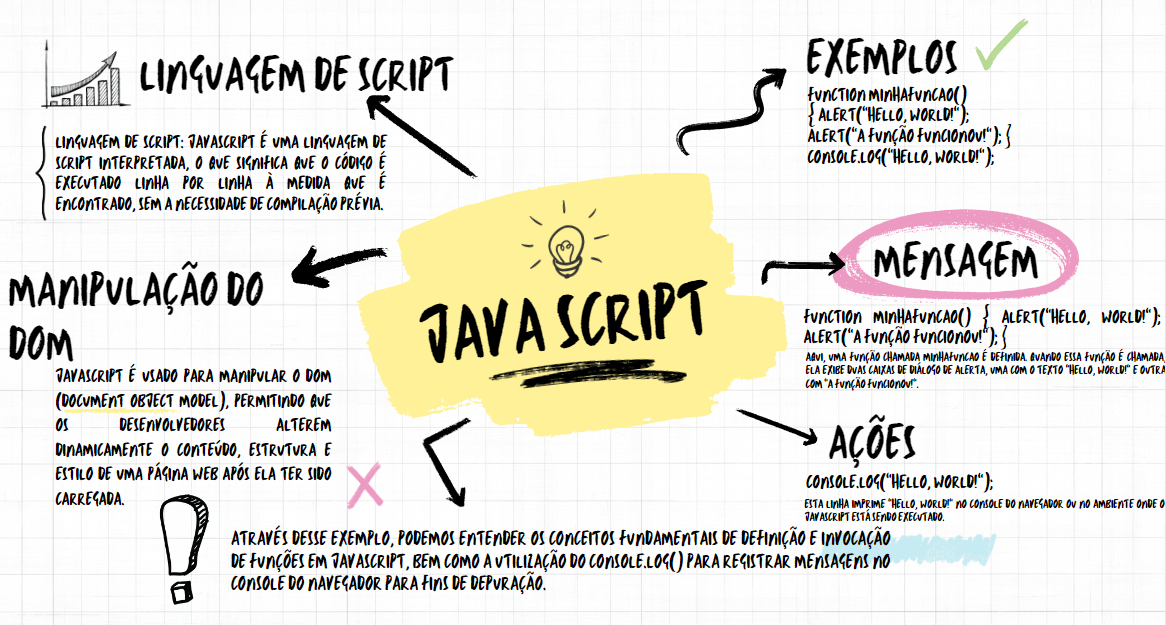 LINGUAGEM DE SCRIPT
LINGUAGEM DE SCRIPT: JAVASCRIPT É UMA LINGUAGEM DE
SCRIPT INTERPRETADA, O QUE SIGNIFICA QUE O CÓDIGO É
EXECUTADO LINHA POR LINHA À MEDIDA QUE É
ENCONTRADO, SEM A NECESSIDADE DE COMPILAÇÃO PRÉVIA.
MANIPULAÇÃO DO
DOM
JAVASCRIPT É USADO PARA MANIPULAR O DOM
(DOCUMENT OBJECT MODEL), PERMITINDO QUE
OS DESENVOLVEDORES ALTEREM
DINAMICAMENTE O CONTEÚDO, ESTRUTURA E
ESTILO DE UMA PÁGINA WEB APÓS ELA TER SIDO
CARREGADA.
JAVA SCRIPT
EXEMPLOS
FUNCTION MINHAFUNCAO()
{ ALERT("HELLO, WORLD!");
ALERT("A FUNÇÃO FUNCIONOU!"); }
CONSOLE.LOG("HELLO, WORLD!");
MENSAGEM
FUNCTION MINHAFUNCAO() { ALERT("HELLO, WORLD!");
ALERT("A FUNÇÃO FUNCIONOU!"); }
AQUI, UMA FUNÇÃO CHAMADA MINHAFUNCAO É DEFINIDA. QUANDO ESSA FUNÇÃO É CHAMADA,
ELA EXIBE DUAS CAIXAS DE DIÁLOGO DE ALERTA, UMA COM O TEXTO "HELLO, WORLD!" E OUTRA
COM "A FUNÇÃO FUNCIONOU!".
AÇÕES
CONSOLE.LOG("HELLO, WORLD!");
ESTA LINHA IMPRIME "HELLO, WORLD!" NO CONSOLE DO NAVEGADOR OU NO AMBIENTE ONDE O
JAVASCRIPT ESTÁ SENDO EXECUTADO.
ATRAVÉS DESSE EXEMPLO, PODEMOS ENTENDER OS CONCEITOS FUNDAMENTAIS DE DEFINIÇÃO E INVOCAÇÃO
DE FUNÇÕES EM JAVASCRIPT, BEM COMO A UTILIZAÇÃO DO CONSOLE.LOG() PARA REGISTRAR MENSAGENS NO
CONSOLE DO NAVEGADOR PARA FINS DE DEPURAÇÃO.